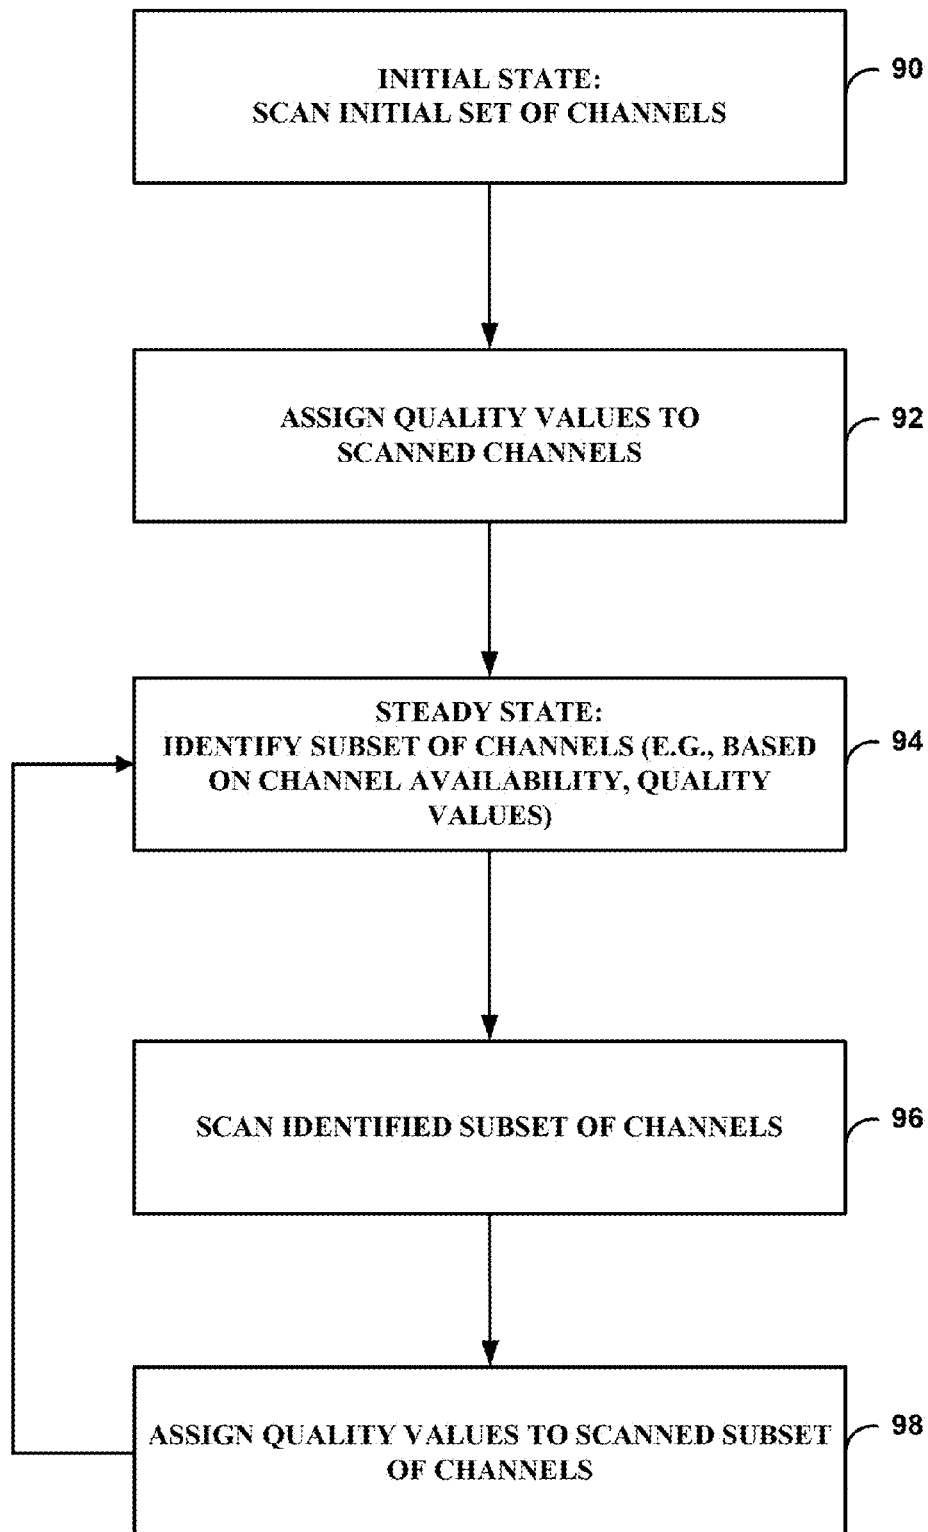 INITIAL STATE:
SCAN INITIAL SET OF CHANNELS
90
ASSIGN QUALITY VALUES TO
SCANNED CHANNELS
92
STEADY STATE:
IDENTIFY SUBSET OF CHANNELS (E.G., BASED
ON CHANNEL AVAILABILITY, QUALITY
VALUES)
94
SCAN IDENTIFIED SUBSET OF CHANNELS
96
ASSIGN QUALITY VALUES TO SCANNED SUBSET
OF CHANNELS
98